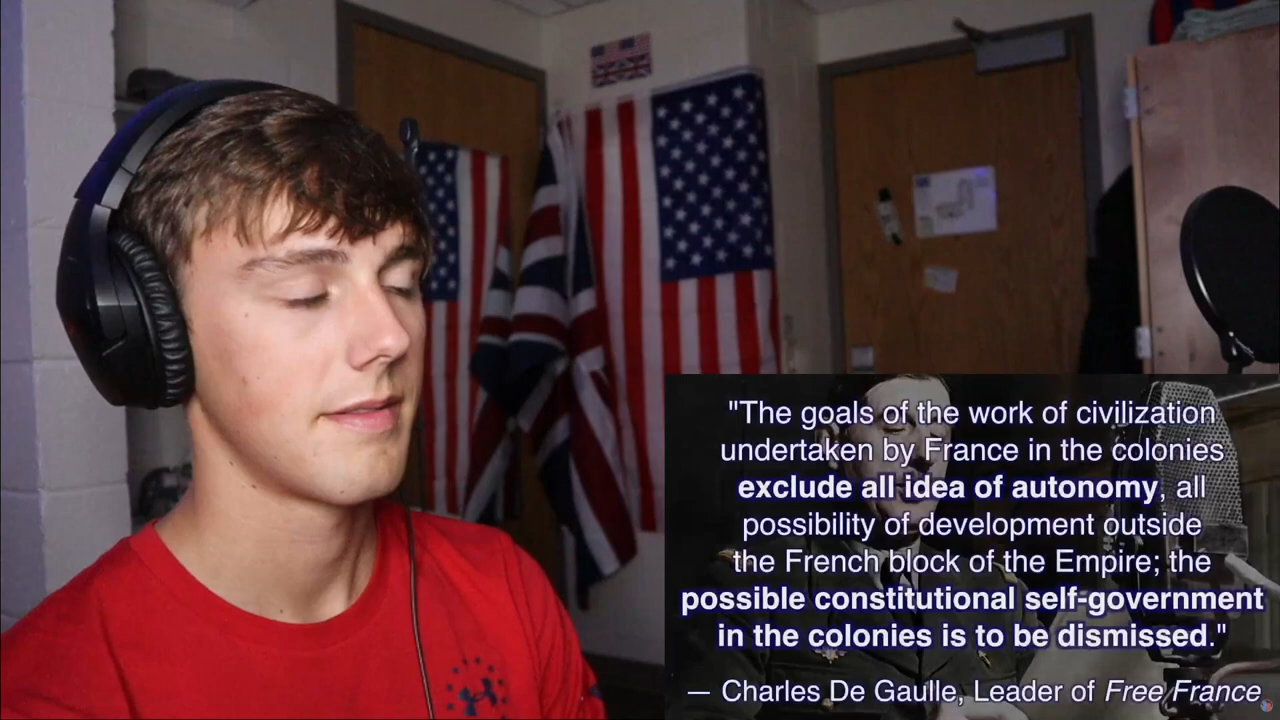 "The goals of the work of civilization
undertaken by France in the colonies
exclude all idea of autonomy, all
possibility of development outside
the French block of the Empire; the
possible constitutional self-government
in the colonies is to be dismissed."
— Charles De Gaulle, Leader of Free France